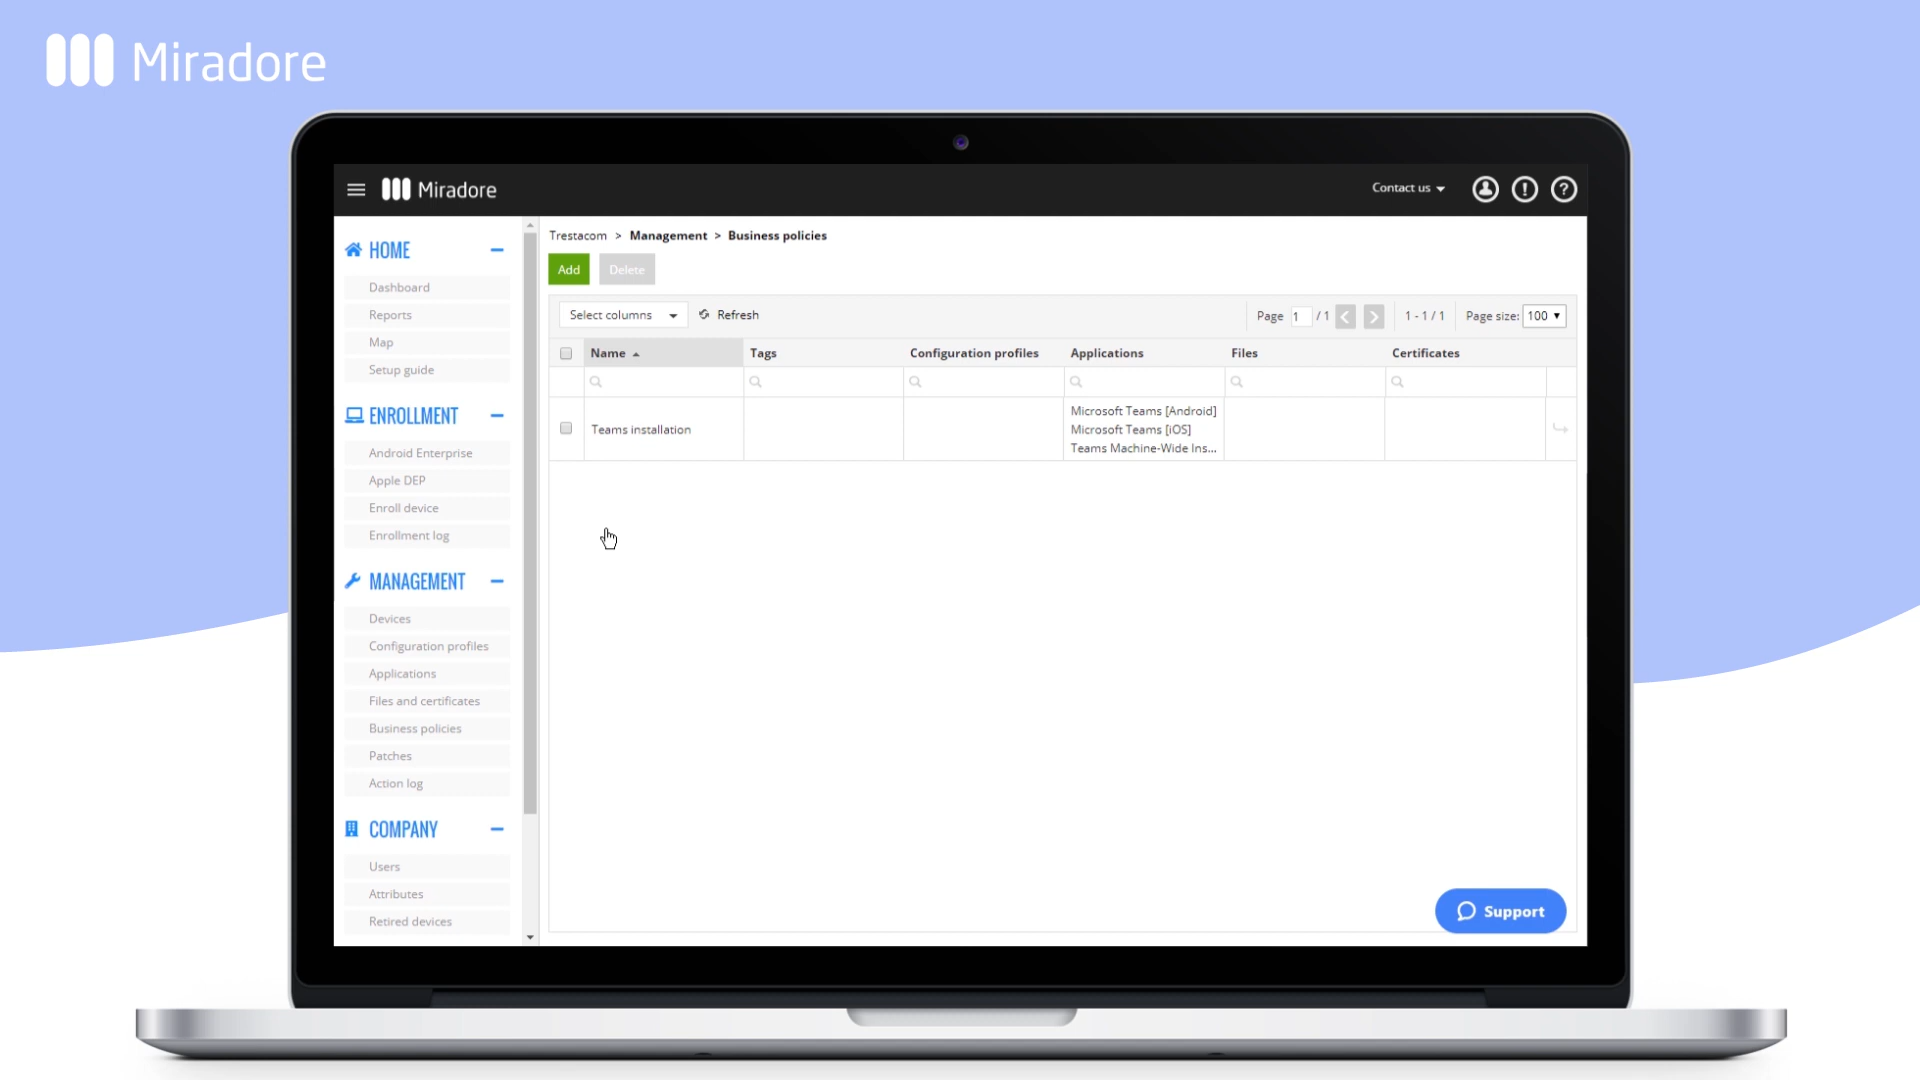 Miradore
Miradore
Contact us
HOME
Dashboard
Reports
Map
Setup guide
ENROLLMENT
Android Enterprise
Apple DEP
Enroll device
Enrollment log
MANAGEMENT
Devices
Configuration profiles
Applications
Files and certificates
Business policies
Patches
Action log
COMPANY
Users
Attributes
Retired devices
Trestacom > Management > Business policies
Add Delete
Select columns Refresh Page 1 / 1 1 - 1 / 1 Page size: 100
Name Tags Configuration profiles Applications Files Certificates
Teams installation
Microsoft Teams [Android]
Microsoft Teams [iOS]
Teams Machine-Wide Ins...
Support